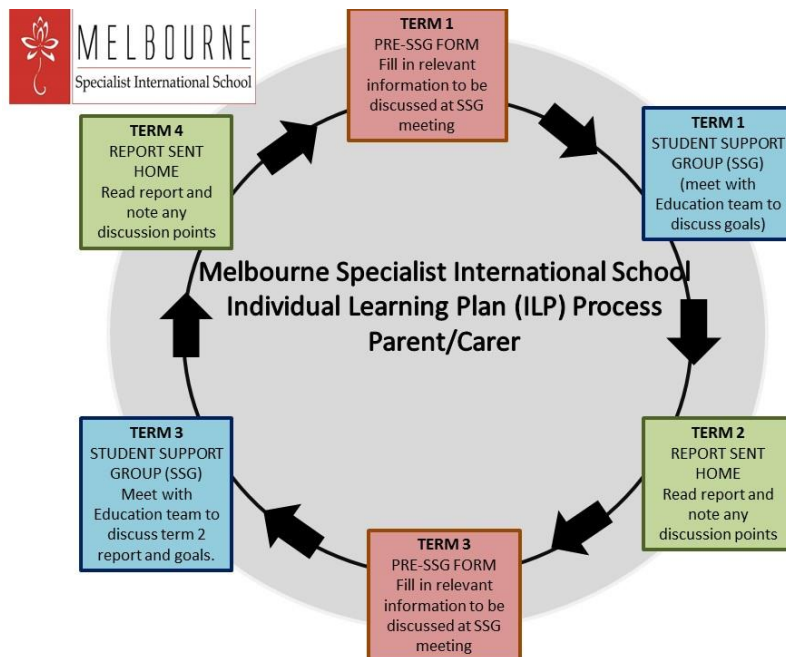 MELBOURNE
Specialist International School
TERM 1
PRE-SSG FORM
Fill in relevant
information to be
discussed at SSG
meeting
TERM 1
STUDENT SUPPORT
GROUP (SSG)
(meet with
Education team to
discuss goals)
TERM 2
REPORT SENT
HOME
Read report and
note any
discussion points
TERM 3
PRE-SSG FORM
Fill in relevant
information to be
discussed at SSG
meeting
TERM 3
STUDENT SUPPORT
GROUP (SSG)
Meet with
Education team to
discuss term 2
report and goals.
TERM 4
REPORT SENT
HOME
Read report and
note any
discussion points
Melbourne Specialist International School
Individual Learning Plan (ILP) Process
Parent/Carer